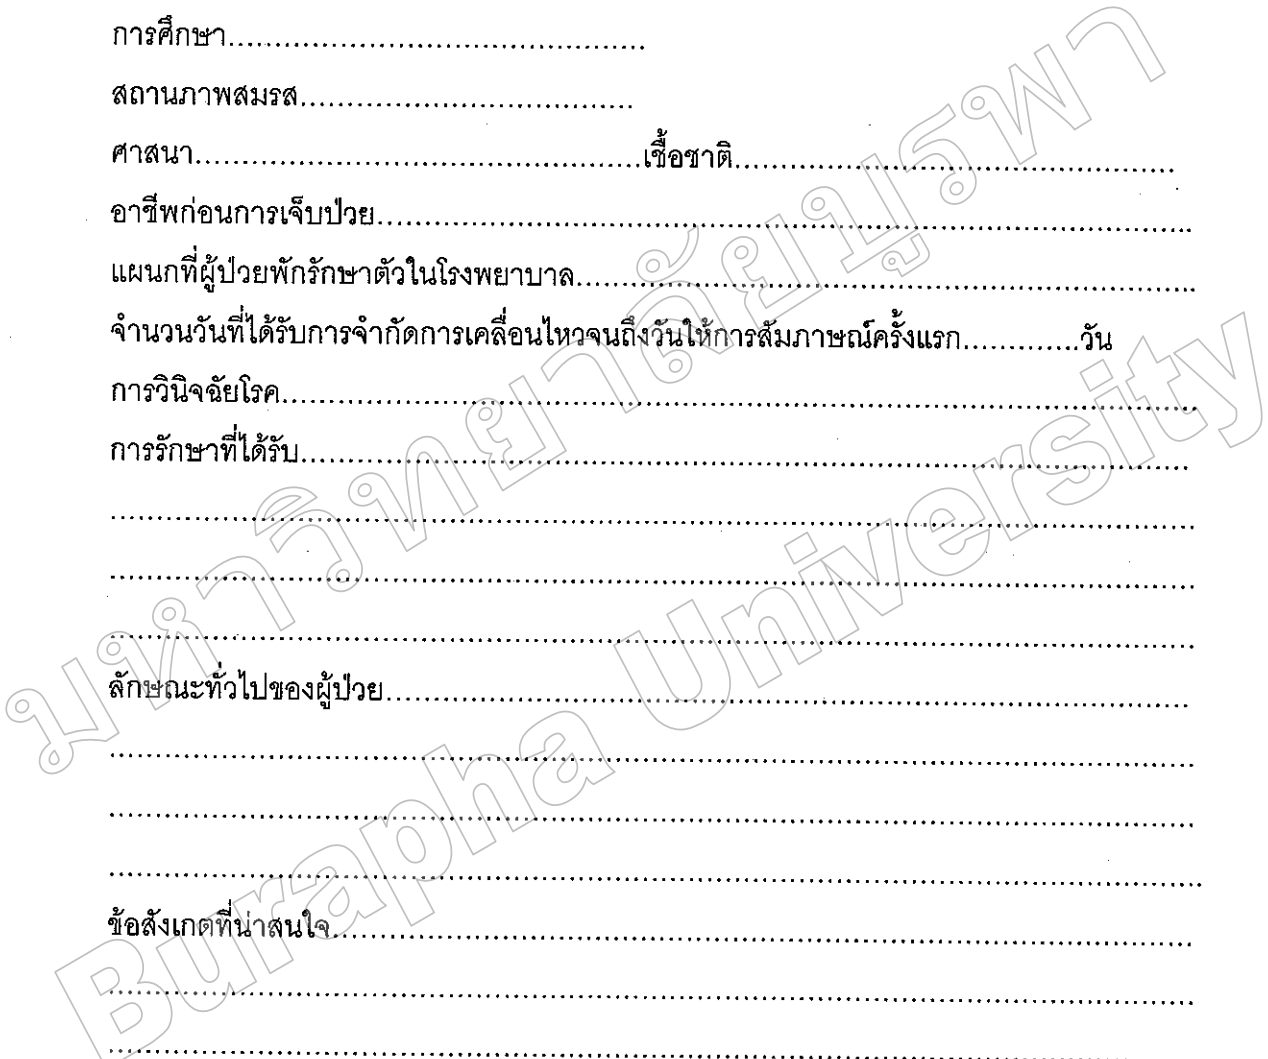 การศึกษา.............................................
สถานภาพสมรส....................................
ศาสนา................................................เชื้อชาติ................................................
อาชีพก่อนการเจ็บป่วย........................................................................................
แผนกที่ผู้ป่วยพักรักษาตัวในโรงพยาบาล..................................................................
จำนวนวันที่ได้รับการจำกัดการเคลื่อนไหวจนถึงวันให้การสัมภาษณ์ครั้งแรก.............วัน
การวินิจฉัยโรค..................................................................................................
การรักษาที่ได้รับ...............................................................................................
.....................................................................................................................
.....................................................................................................................
.....................................................................................................................
ลักษณะทั่วไปของผู้ป่วย......................................................................................
.....................................................................................................................
.....................................................................................................................
.....................................................................................................................
ข้อสังเกตที่น่าสนใจ............................................................................................
.....................................................................................................................
.....................................................................................................................
มหาวิทยาลัยบูรพา
Burapha University